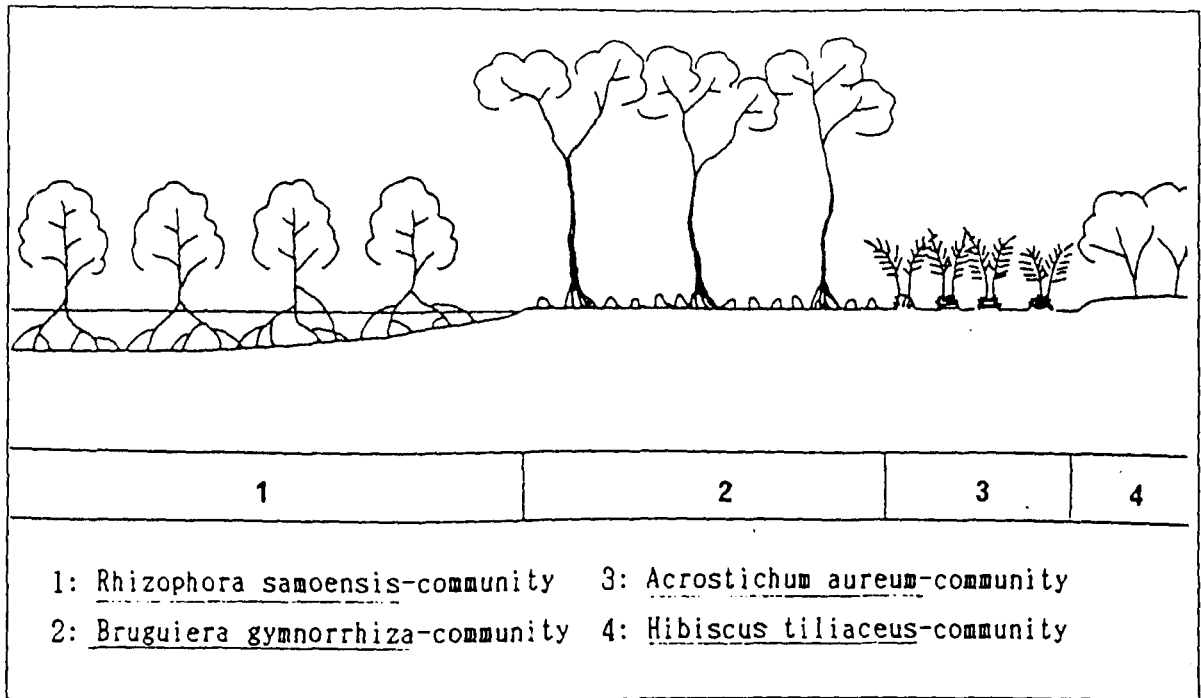 1 2 3 4
1: Rhizophora samoensis-community 3: Acrostichum aureum-community
2: Bruguiera gymnorrhiza-community 4: Hibiscus tiliaceus-community